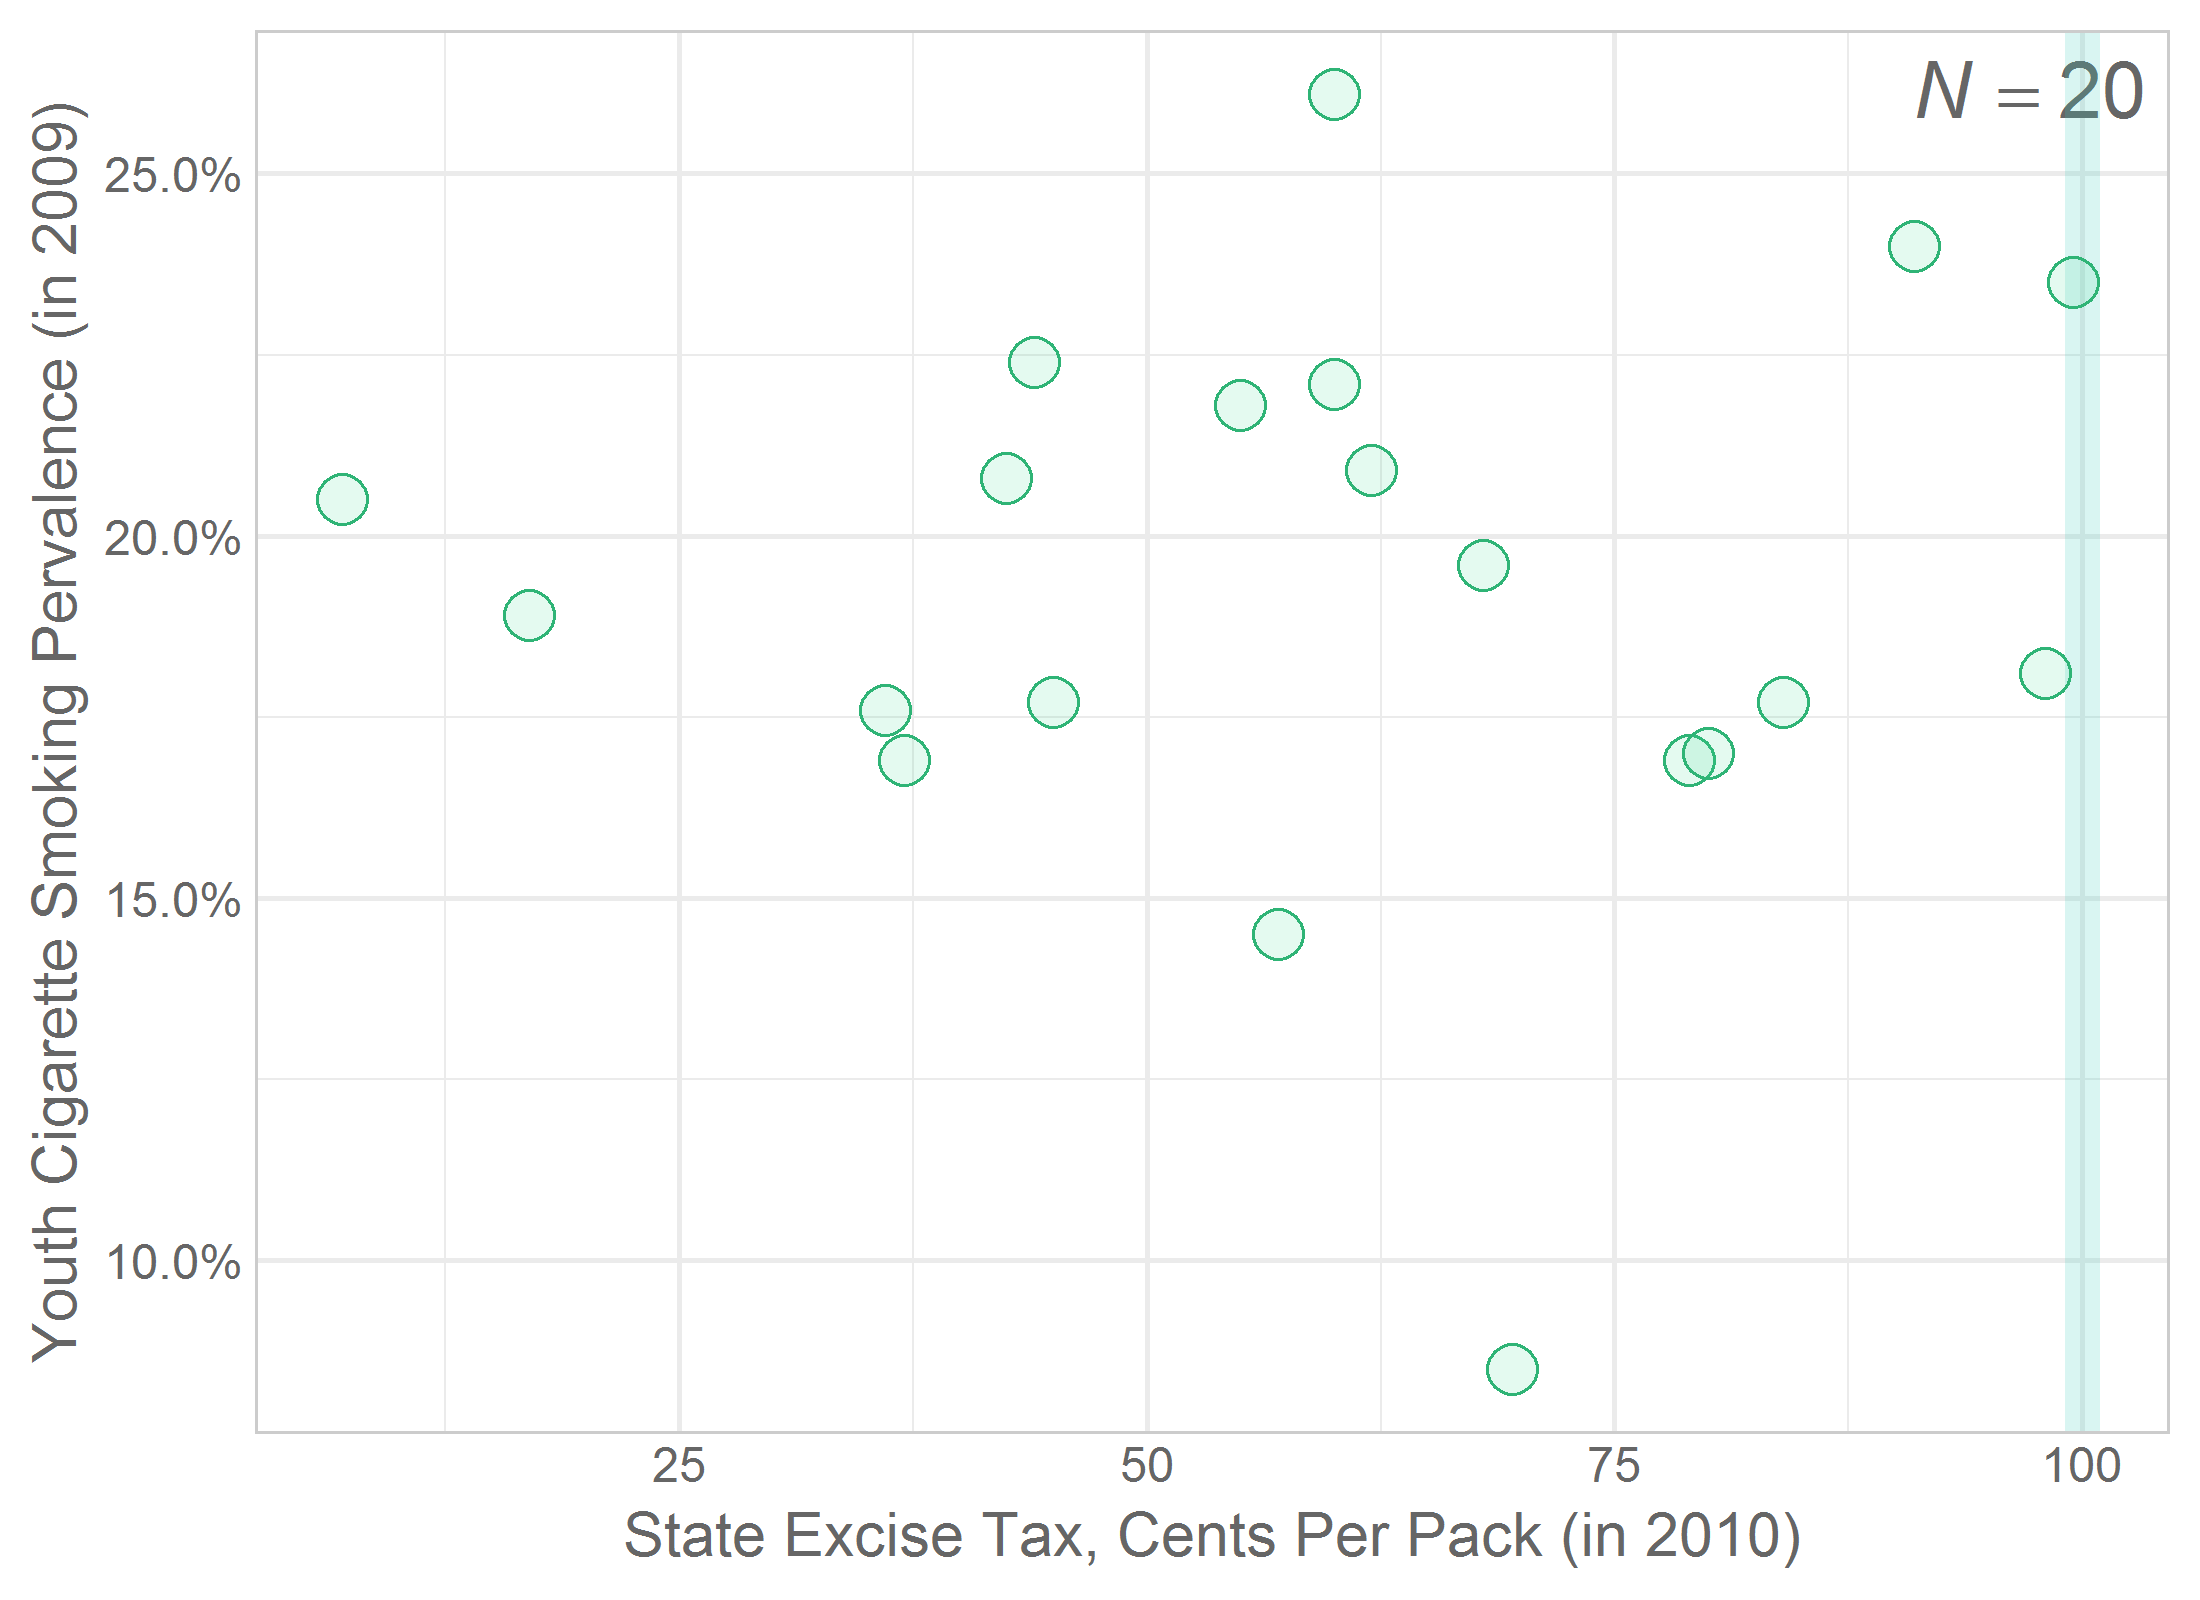 N = 20
Youth Cigarette Smoking Pervalence (in 2009)
25.0%
20.0%
15.0%
10.0%
25 50 75 100
State Excise Tax, Cents Per Pack (in 2010)